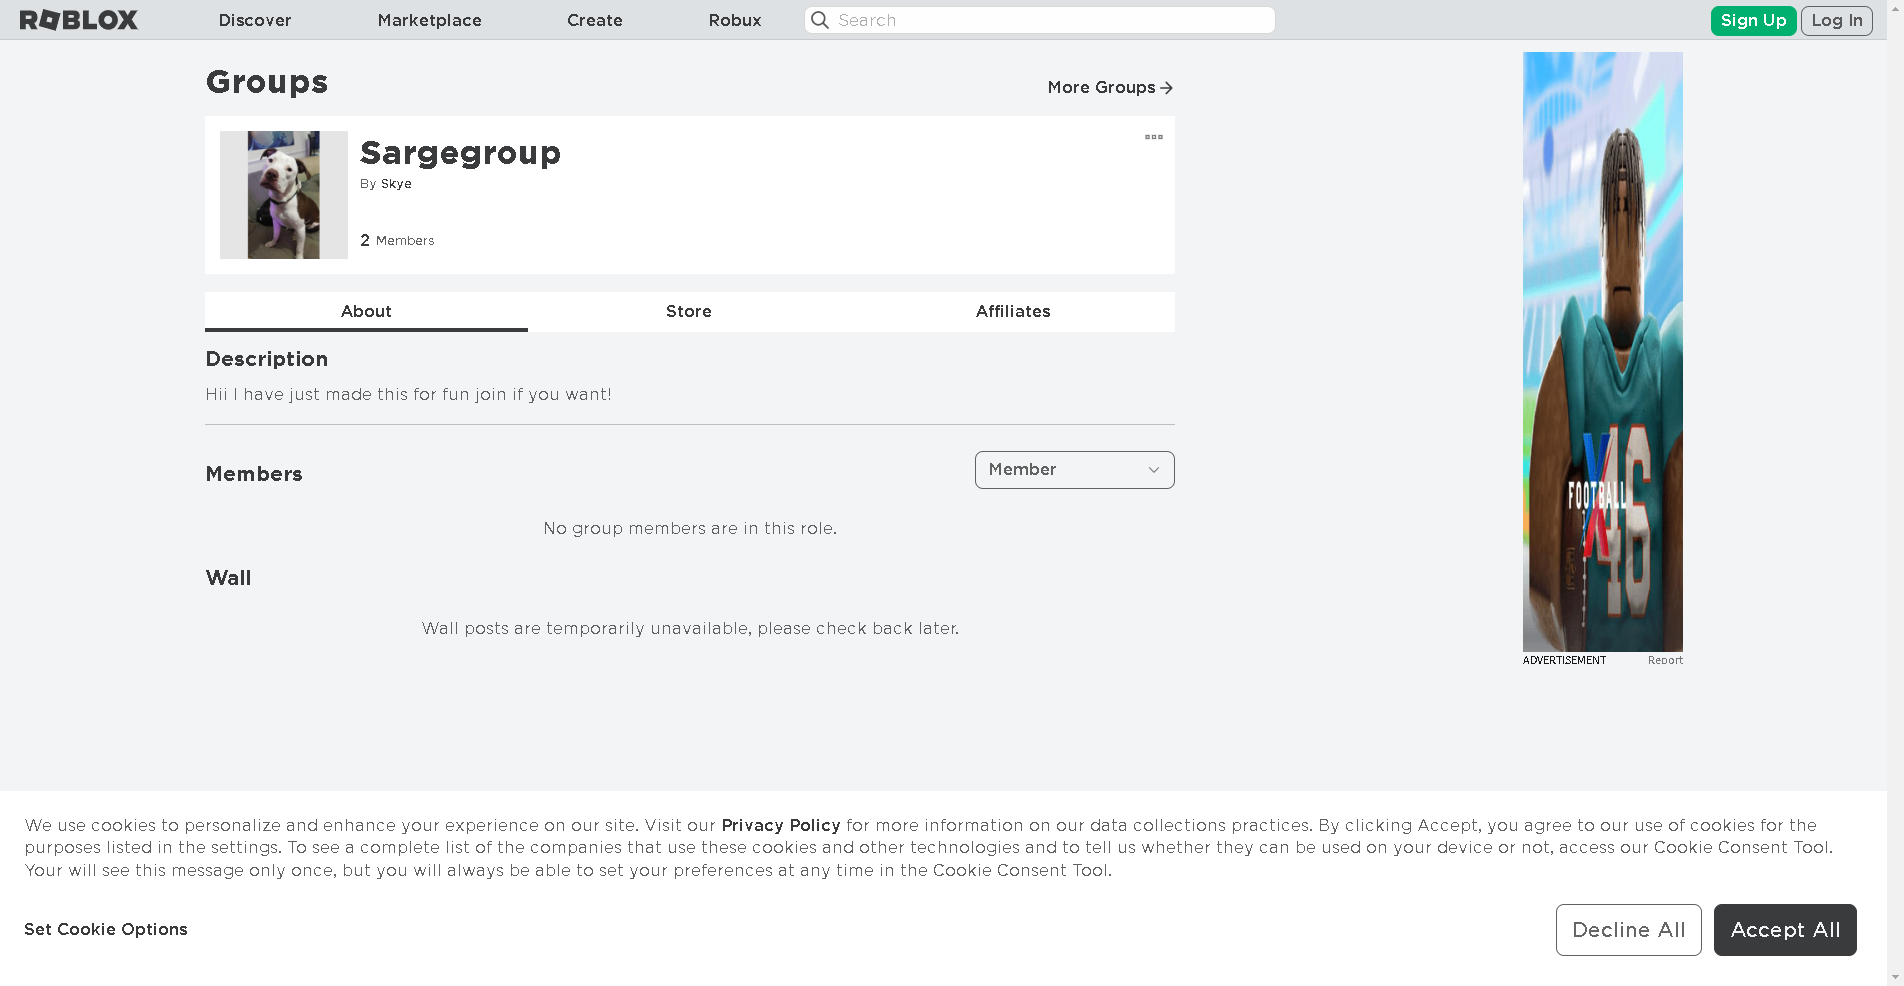 ROBLOX
Discover
Marketplace
Create
Robux
Search
Sign Up
Log In
Groups
More Groups
Sargegroup
By Skye
2 Members
About
Store
Affiliates
Description
Hii I have just made this for fun join if you want!
Members
Member
No group members are in this role.
Wall
Wall posts are temporarily unavailable, please check back later.
FOOTBALL
46
ADVERTISEMENT
Report
We use cookies to personalize and enhance your experience on our site. Visit our Privacy Policy for more information on our data collections practices. By clicking Accept, you agree to our use of cookies for the
purposes listed in the settings. To see a complete list of the companies that use these cookies and other technologies and to tell us whether they can be used on your device or not, access our Cookie Consent Tool.
Your will see this message only once, but you will always be able to set your preferences at any time in the Cookie Consent Tool.
Set Cookie Options
Decline All
Accept All